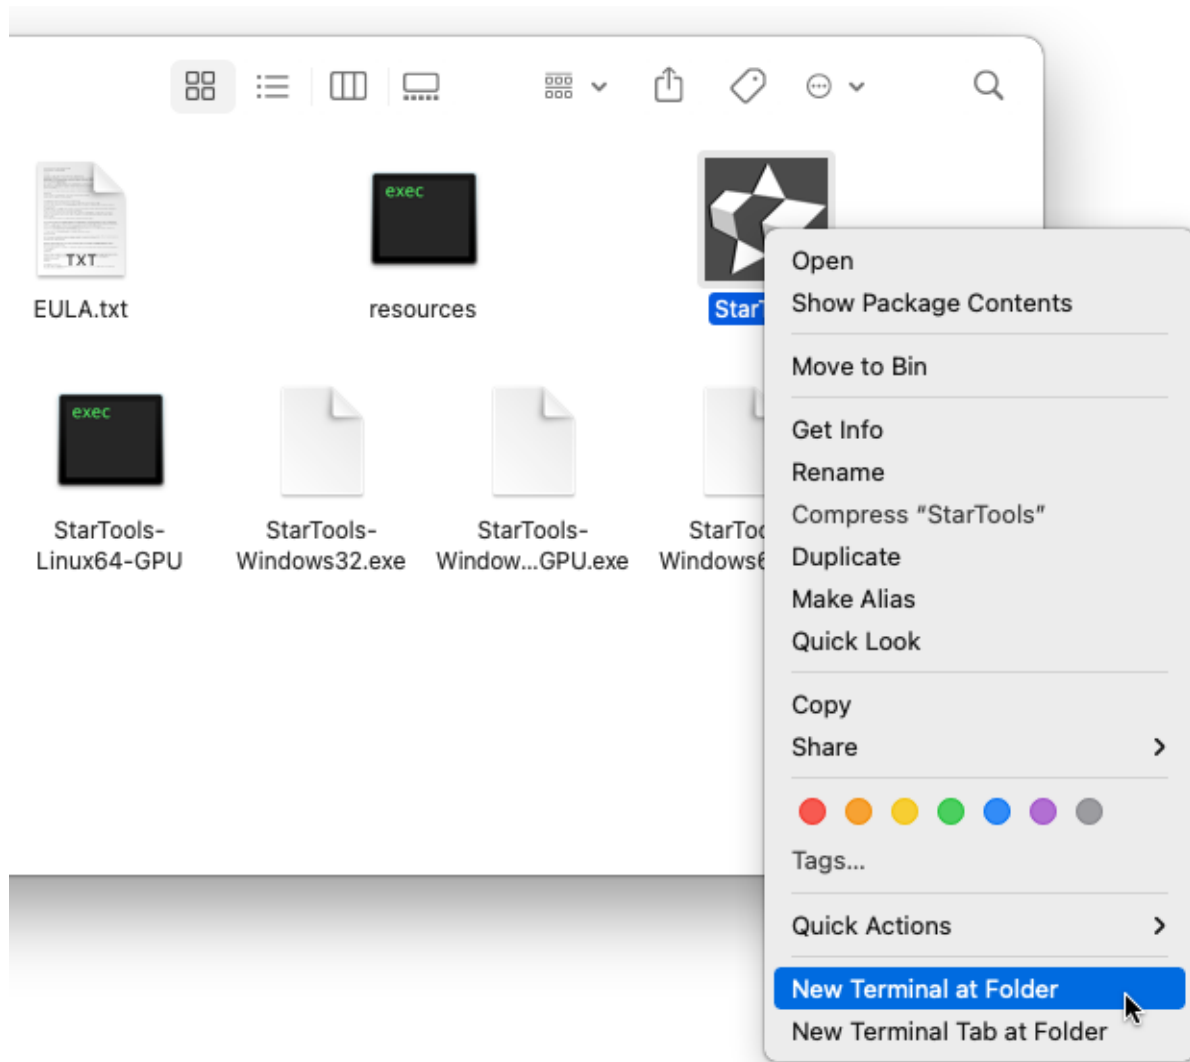 exec
exec
TXT
EULA.txt
resources
Star
exec
StarTools-
Linux64-GPU
StarTools-
Windows32.exe
StarTools-
Window...GPU.exe
StarToo
Windows6
Open
Show Package Contents
Move to Bin
Get Info
Rename
Compress “StarTools”
Duplicate
Make Alias
Quick Look
Copy
Share
Tags...
Quick Actions
New Terminal at Folder
New Terminal Tab at Folder